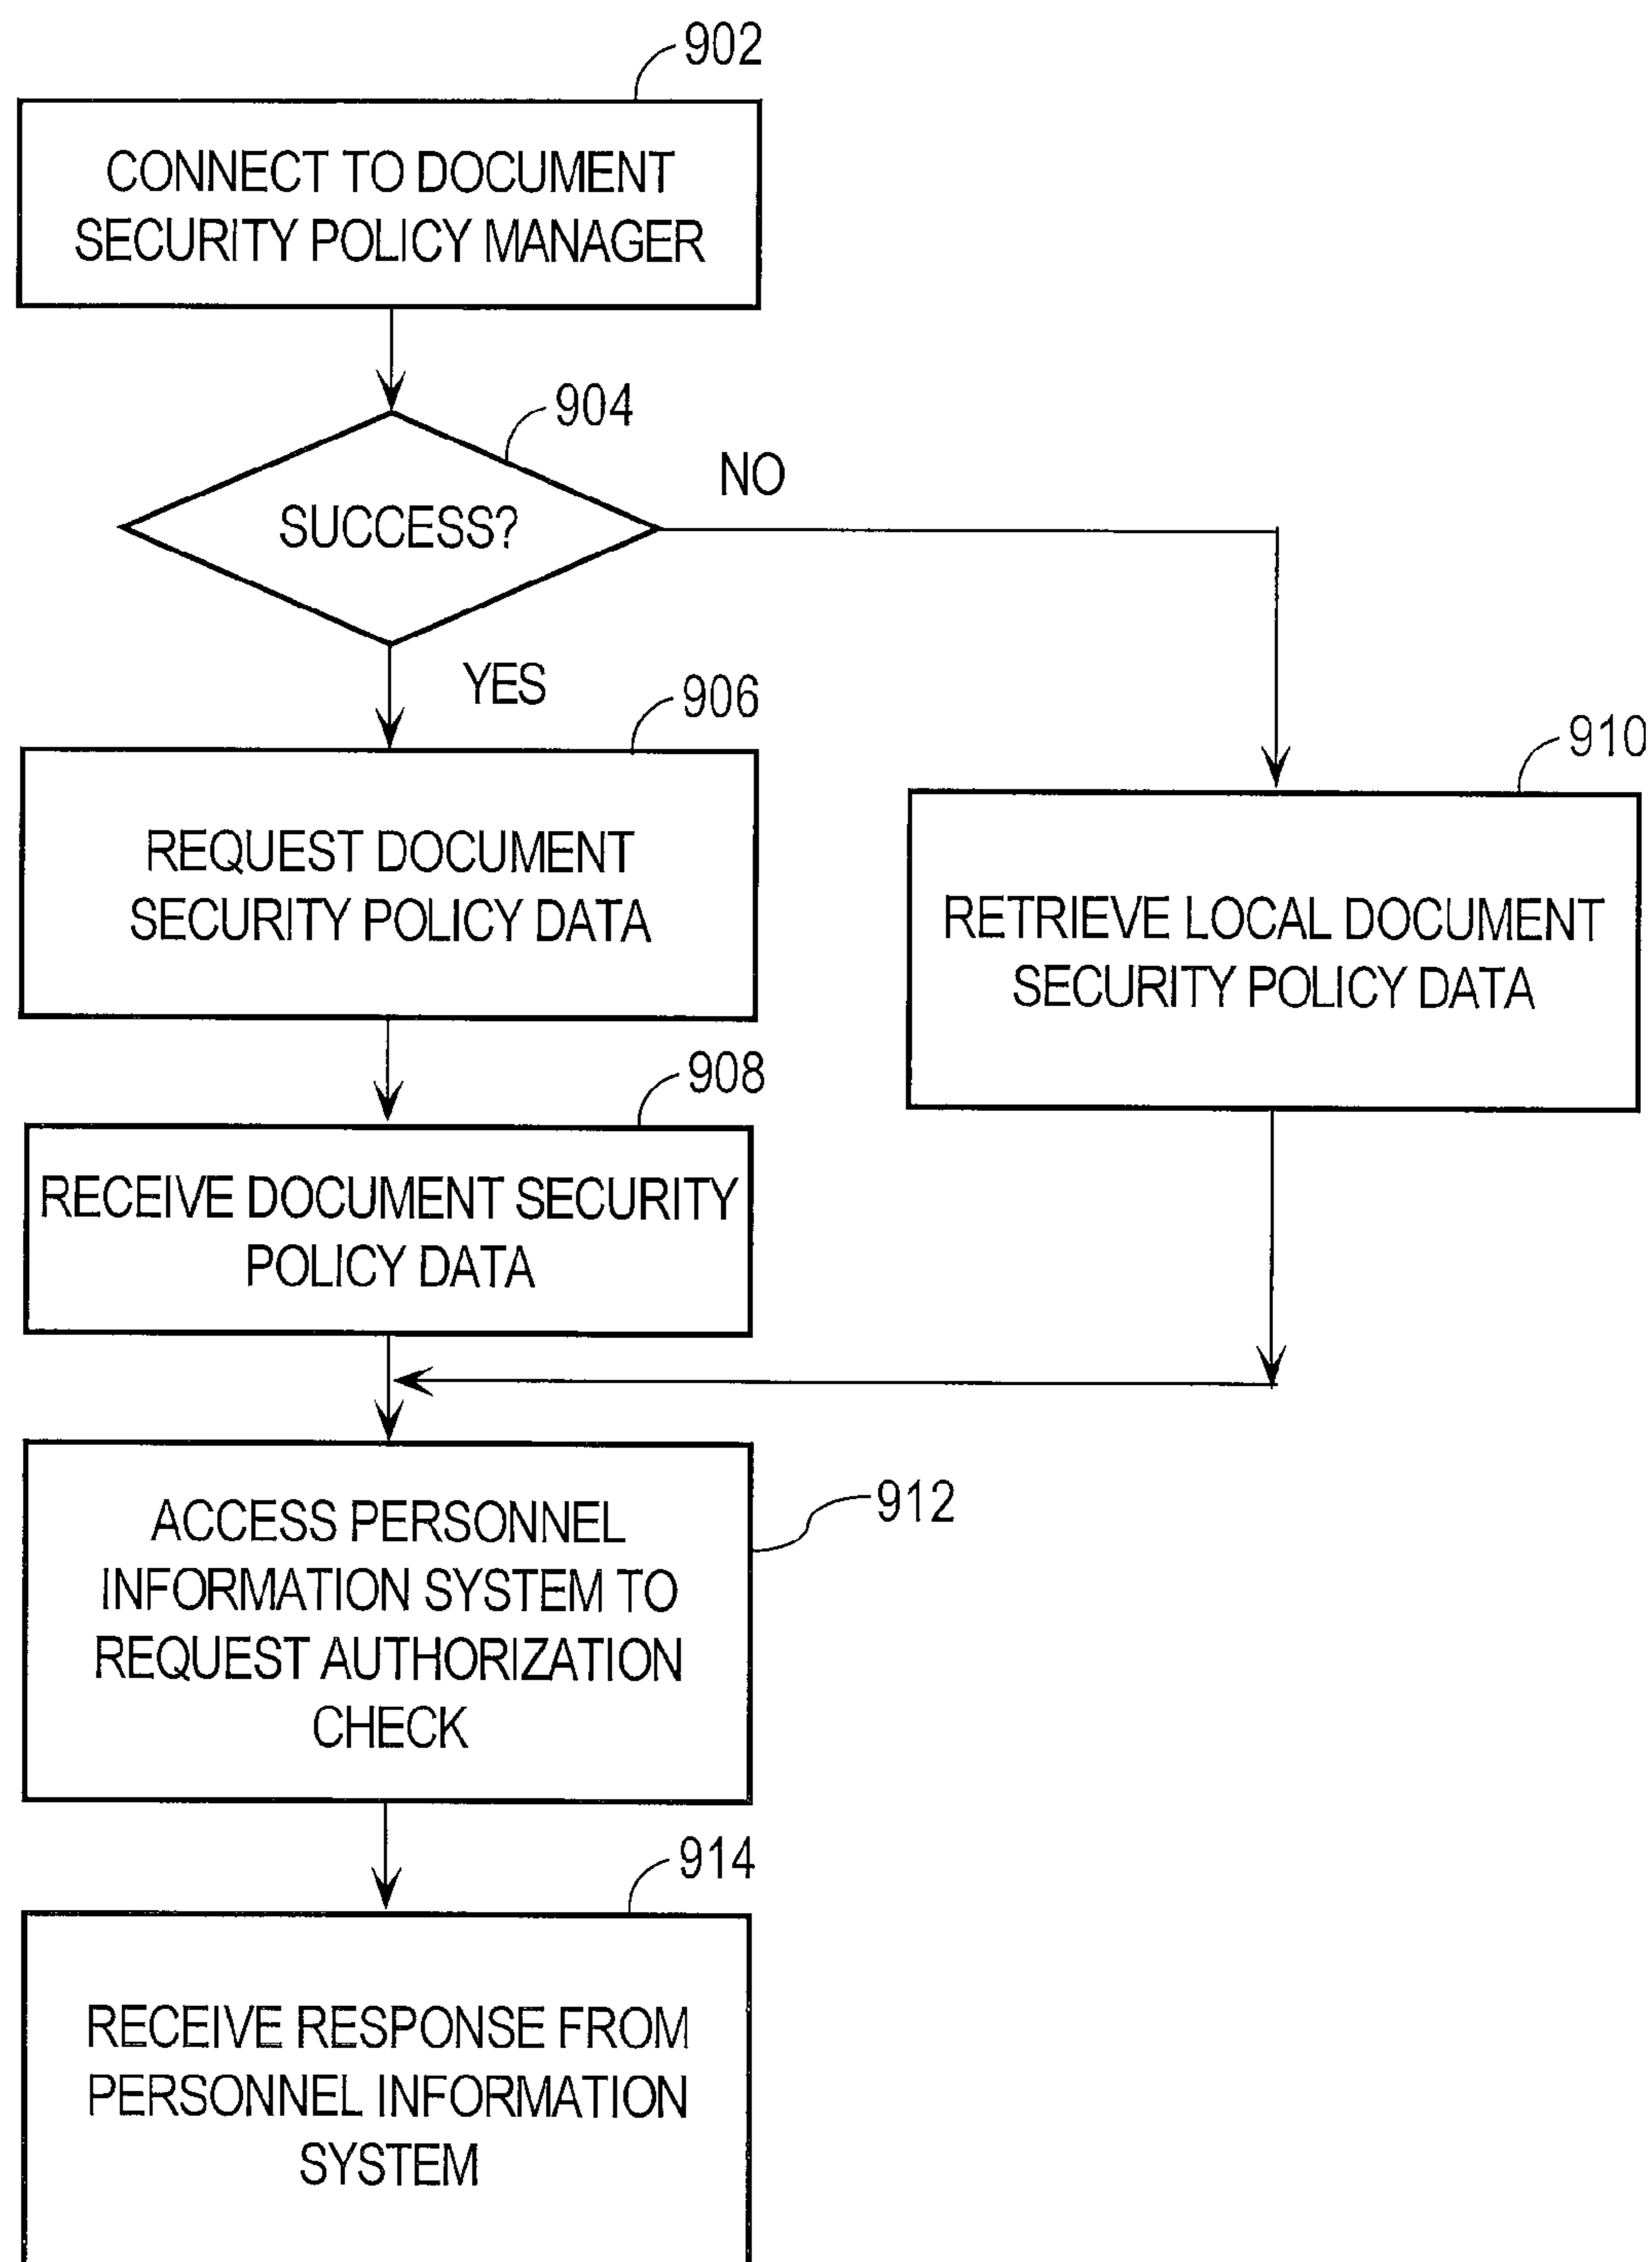 902
CONNECT TO DOCUMENT
SECURITY POLICY MANAGER
904
SUCCESS?
NO
YES
906
REQUEST DOCUMENT
SECURITY POLICY DATA
910
RETRIEVE LOCAL DOCUMENT
SECURITY POLICY DATA
908
RECEIVE DOCUMENT SECURITY
POLICY DATA
912
ACCESS PERSONNEL
INFORMATION SYSTEM TO
REQUEST AUTHORIZATION
CHECK
914
RECEIVE RESPONSE FROM
PERSONNEL INFORMATION
SYSTEM